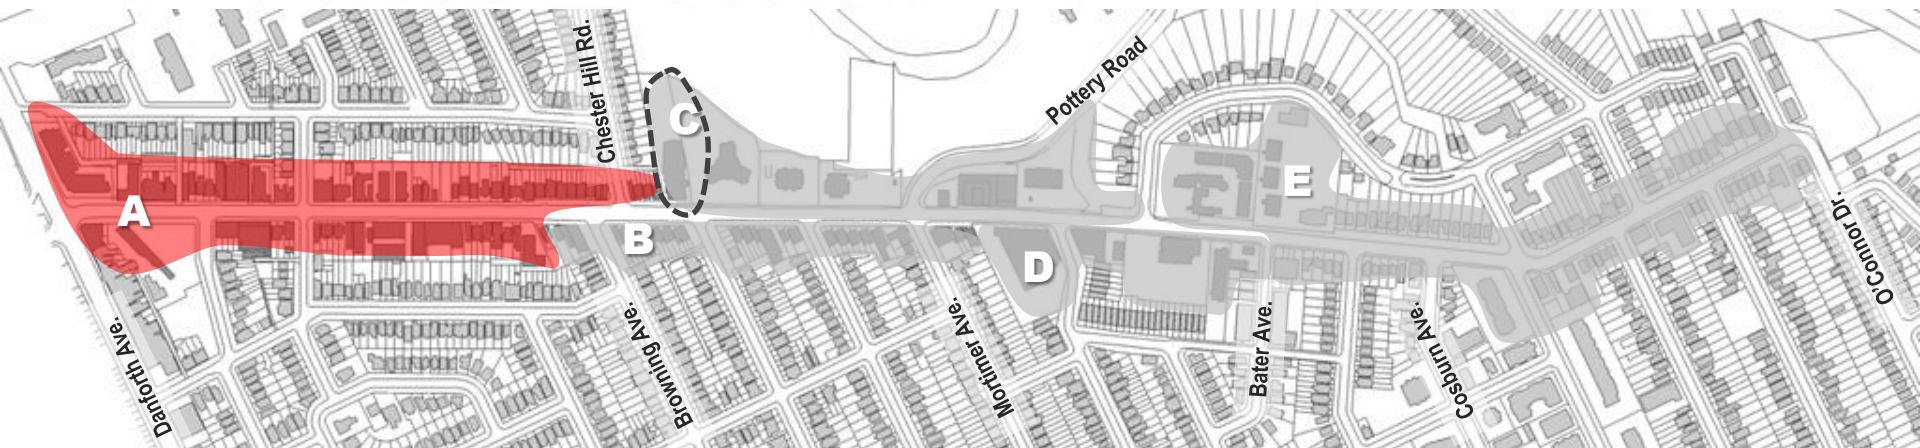 Chester Hill Rd.
C
Pottery Road
E
A
B
D
O'Connor Dr.
Danforth Ave.
Browning Ave.
Mortimer Ave.
Bater Ave.
Cosburn Ave.